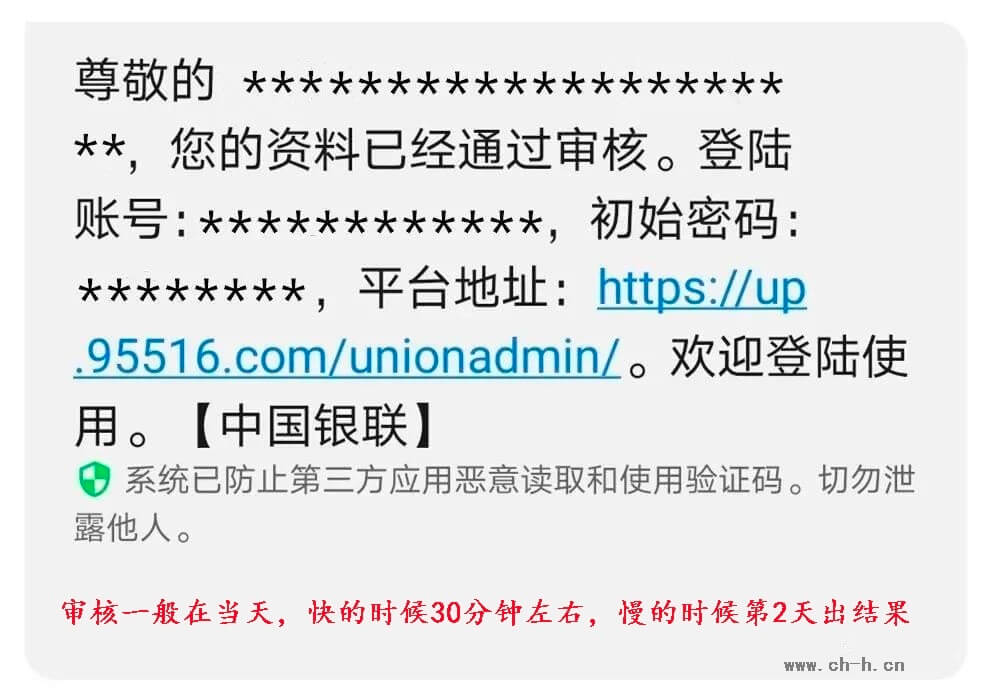 尊敬的 *******************
**，您的资料已经通过审核。登陆
账号:************，初始密码：
********，平台地址：https://up
.95516.com/unionadmin/。欢迎登陆使
用。【中国银联】
系统已防止第三方应用恶意读取和使用验证码。切勿泄
露他人。
审核一般在当天，快的时候30分钟左右，慢的时候第2天出结果
www.ch-h.cn